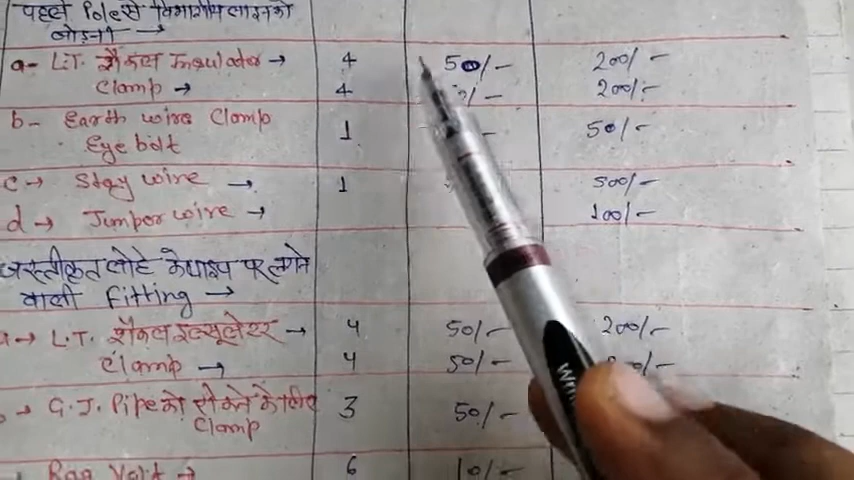 पहले Pole से विभागीय लाइन को
जोड़ना →
a- L.T. शैकल Insulator → 4 50/- 200/-
Clamp → 4 200/-
b- Earth wire Clamp 1 50/-
Eye bolt
c → Stay wire → 1 500/-
d → Jumper wire → 100/-
जस्तीकृत लोहे के पाइप पर लगने
वाली Fitting →
L.T. शैकल इन्सूलेटर → 4 50/- 200/-
Clamp → 4 50/-
→ G.I. Pipe को रोकने के लिए 3 50/-
Clamp
6 10/-